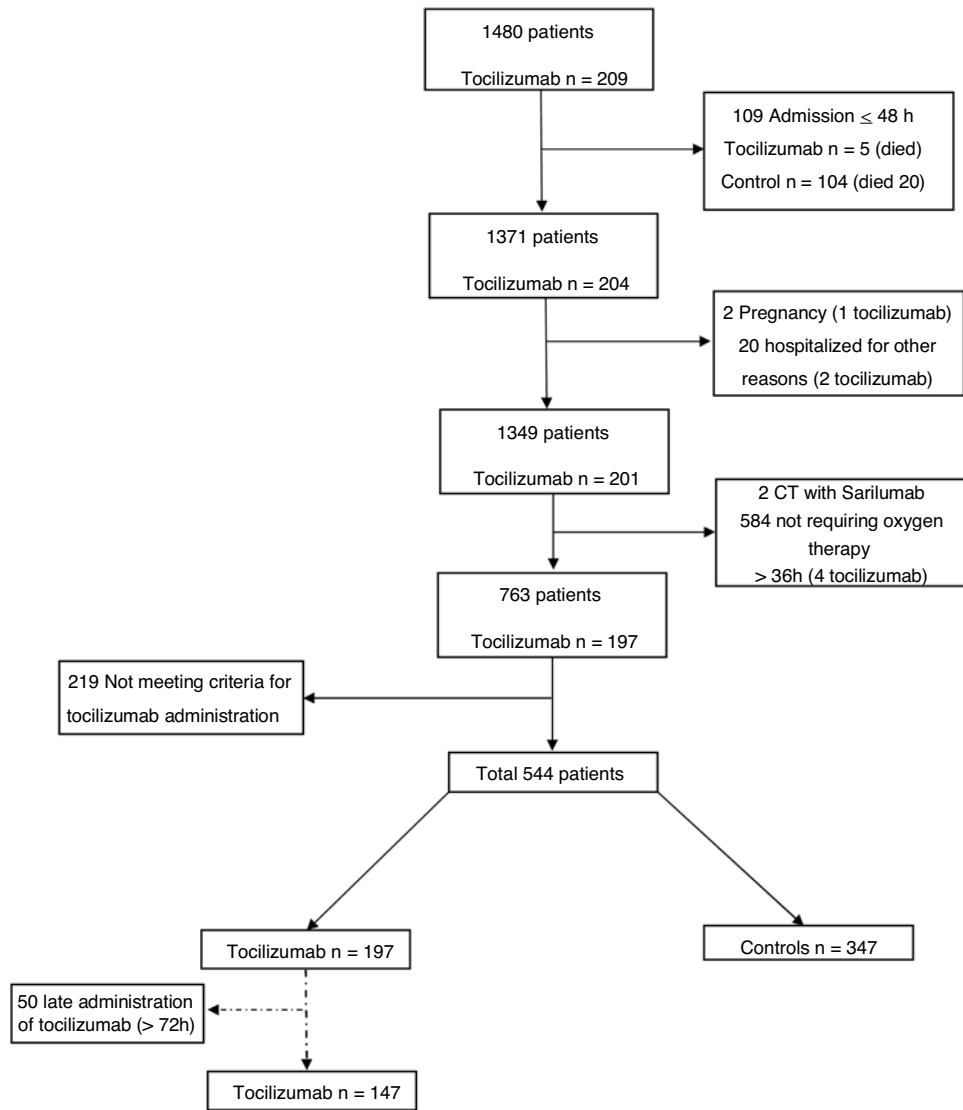 1480 patients
Tocilizumab n = 209
109 Admission ≤ 48 h
Tocilizumab n = 5 (died)
Control n = 104 (died 20)
1371 patients
Tocilizumab n = 204
2 Pregnancy (1 tocilizumab)
20 hospitalized for other
reasons (2 tocilizumab)
1349 patients
Tocilizumab n = 201
2 CT with Sarilumab
584 not requiring oxygen
therapy
> 36h (4 tocilizumab)
763 patients
Tocilizumab n = 197
219 Not meeting criteria for
tocilizumab administration
Total 544 patients
Tocilizumab n = 197
Controls n = 347
50 late administration
of tocilizumab (> 72h)
Tocilizumab n = 147